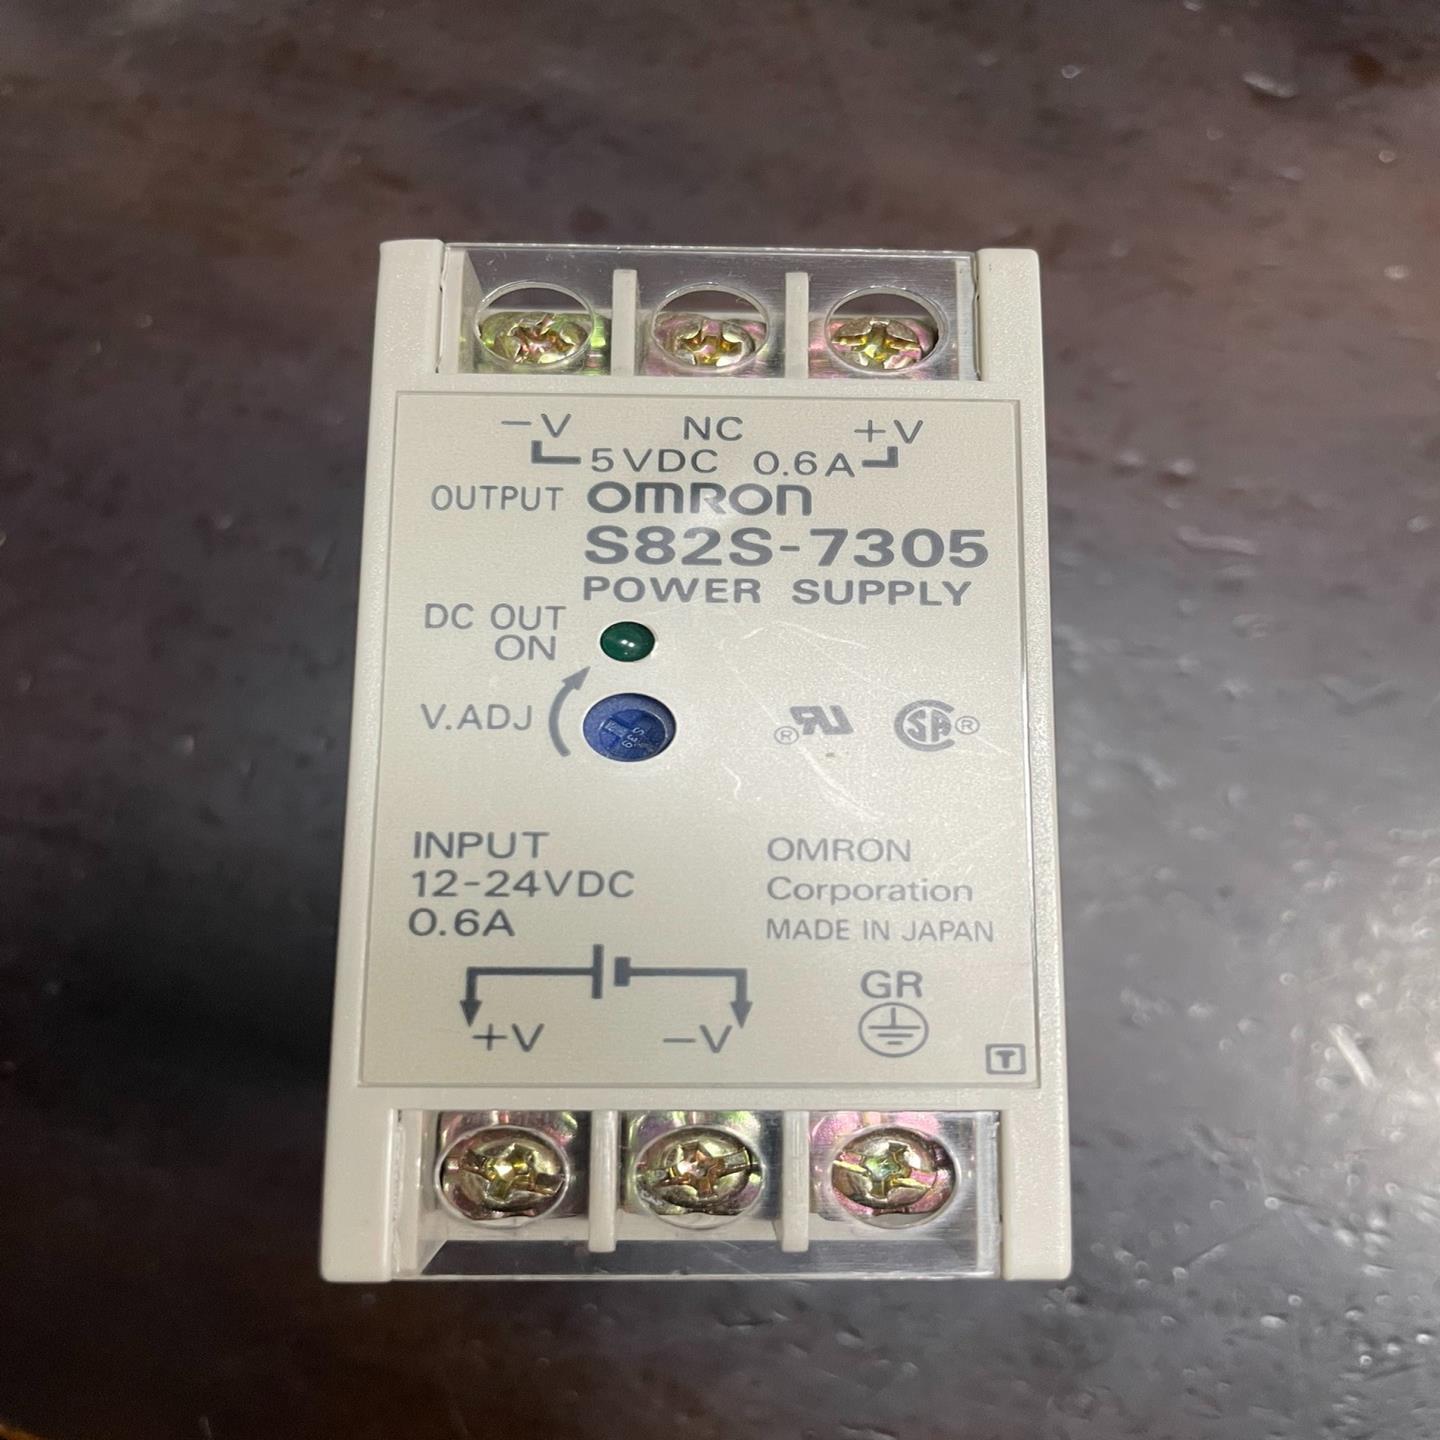 −V NC +V
5VDC 0.6A
OUTPUT OMRON
S82S-7305
POWER SUPPLY
DC OUT
ON
V.ADJ
INPUT
12-24VDC
0.6A
OMRON
Corporation
MADE IN JAPAN
+V −V
GR
T